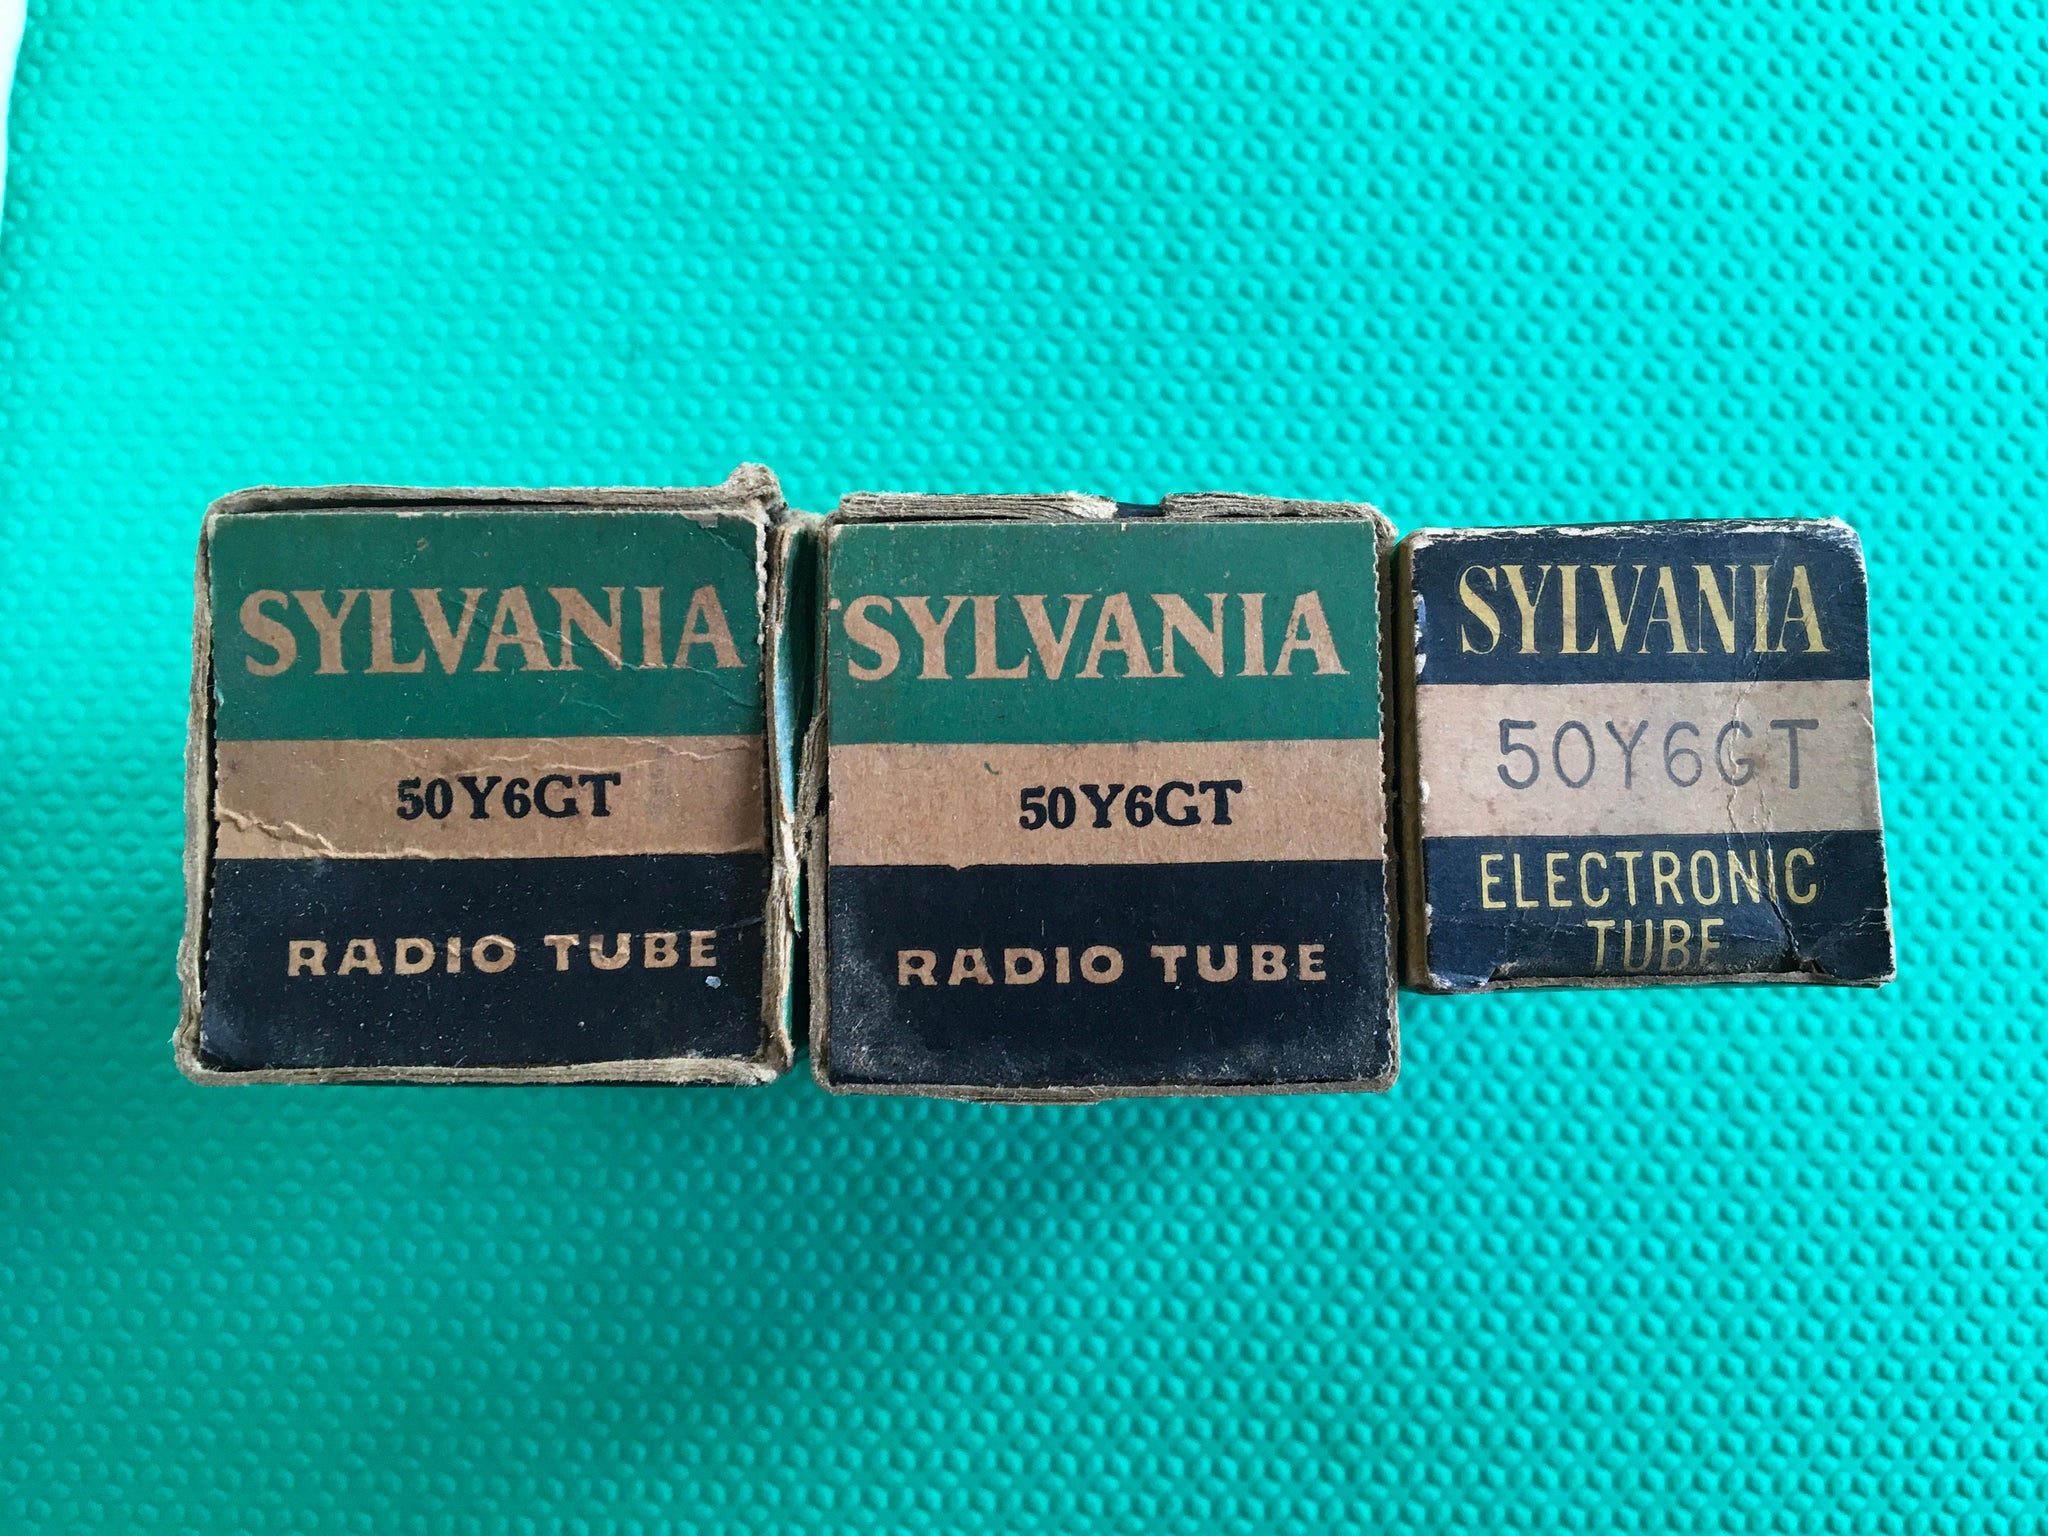 SYLVANIA
50Y6GT
RADIO TUBE
SYLVANIA
50Y6GT
RADIO TUBE
SYLVANIA
50Y6GT
ELECTRONIC
TUBE